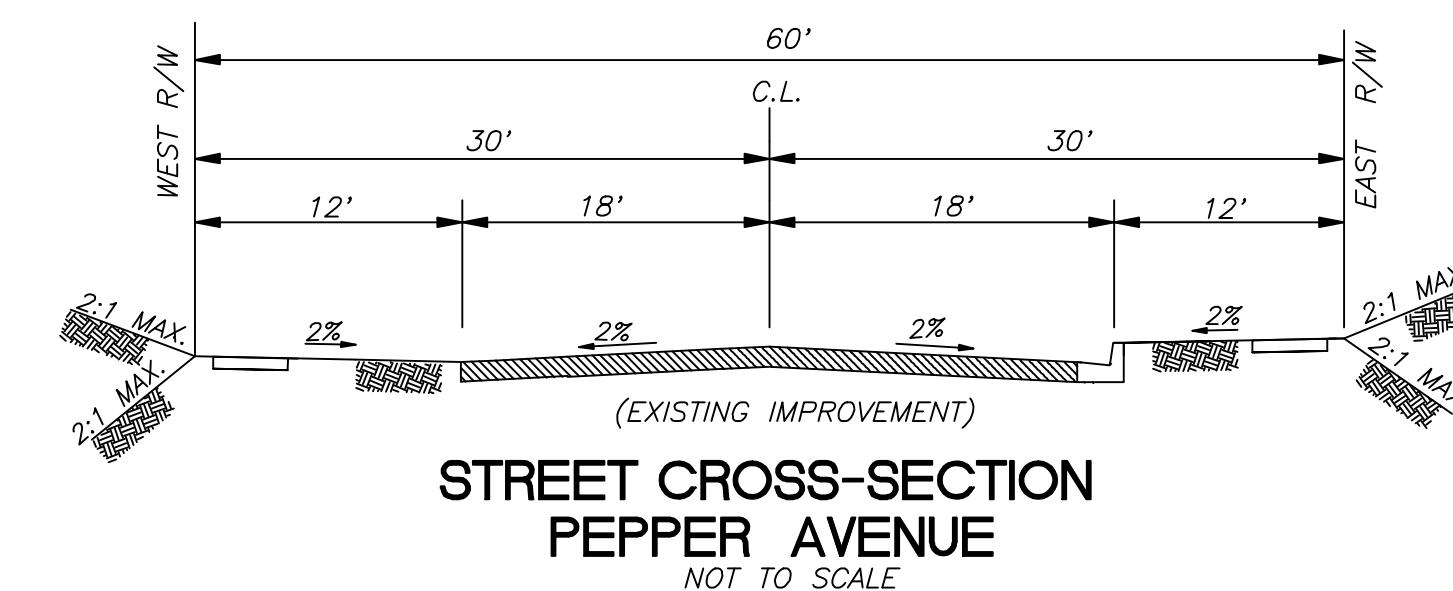 60'
C.L.
WEST R/W
EAST R/W
30'
30'
12'
18'
18'
12'
2:1 MAX.
2%
2%
2%
2%
2:1 MAX.
2:1 MAX.
2:1 MAX
(EXISTING IMPROVEMENT)
STREET CROSS-SECTION
PEPPER AVENUE
NOT TO SCALE